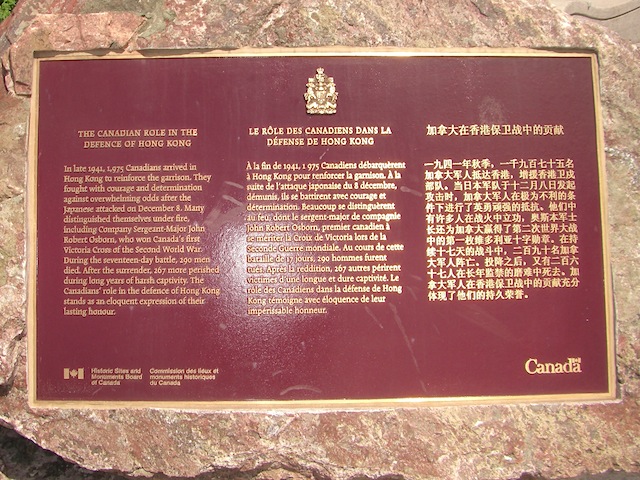 THE CANADIAN ROLE IN THE
DEFENCE OF HONG KONG
In late 1941, 1,975 Canadians arrived in
Hong Kong to reinforce the garrison. They
fought with courage and determination
against overwhelming odds after the
Japanese attacked on December 8. Many
distinguished themselves under fire,
including Company Sergeant-Major John
Robert Osborn, who won Canada's first
Victoria Cross of the Second World War.
During the seventeen-day battle, 290 men
died. After the surrender, 267 more perished
during long years of harsh captivity. The
Canadians' role in the defence of Hong Kong
stands as an eloquent expression of their
lasting honour.
LE RÔLE DES CANADIENS DANS LA
DÉFENSE DE HONG KONG
À la fin de 1941, 1 975 Canadiens débarquèrent
à Hong Kong pour renforcer la garnison. À la
suite de l'attaque japonaise du 8 décembre,
démunis, ils se battirent avec courage et
détermination. Beaucoup se distinguèrent
au feu, dont le sergent-major de compagnie
John Robert Osborn, premier canadien à
se mériter la Croix de Victoria lors de la
Seconde Guerre mondiale. Au cours de cette
bataille de 17 jours, 290 hommes furent
tués. Après la reddition, 267 autres périrent
victimes d'une longue et dure captivité. Le
rôle des Canadiens dans la défense de Hong
Kong témoigne avec éloquence de leur
impérissable honneur.
加拿大在香港保卫战中的贡献
一九四一年秋季，一千九百七十五名
加拿大军人抵达香港，增援香港卫戍
部队。当日本军队于十二月八日发起
攻击时，加拿大军人在极为不利的条
件下进行了英勇顽强的抵抗。他们中
有许多人在战火中立功，奥斯本军士
长还为加拿大赢得了第二次世界大战
中的第一枚维多利亚十字勋章。在持
续十七天的战斗中，二百九十名加拿
大军人阵亡。投降之后，又有二百六
十七人在长年监禁的磨难中死去。加
拿大军人在香港保卫战中的贡献充分
体现了他们的持久荣誉。
Historic Sites and
Monuments Board
of Canada
Commission des lieux et
monuments historiques
du Canada
Canada